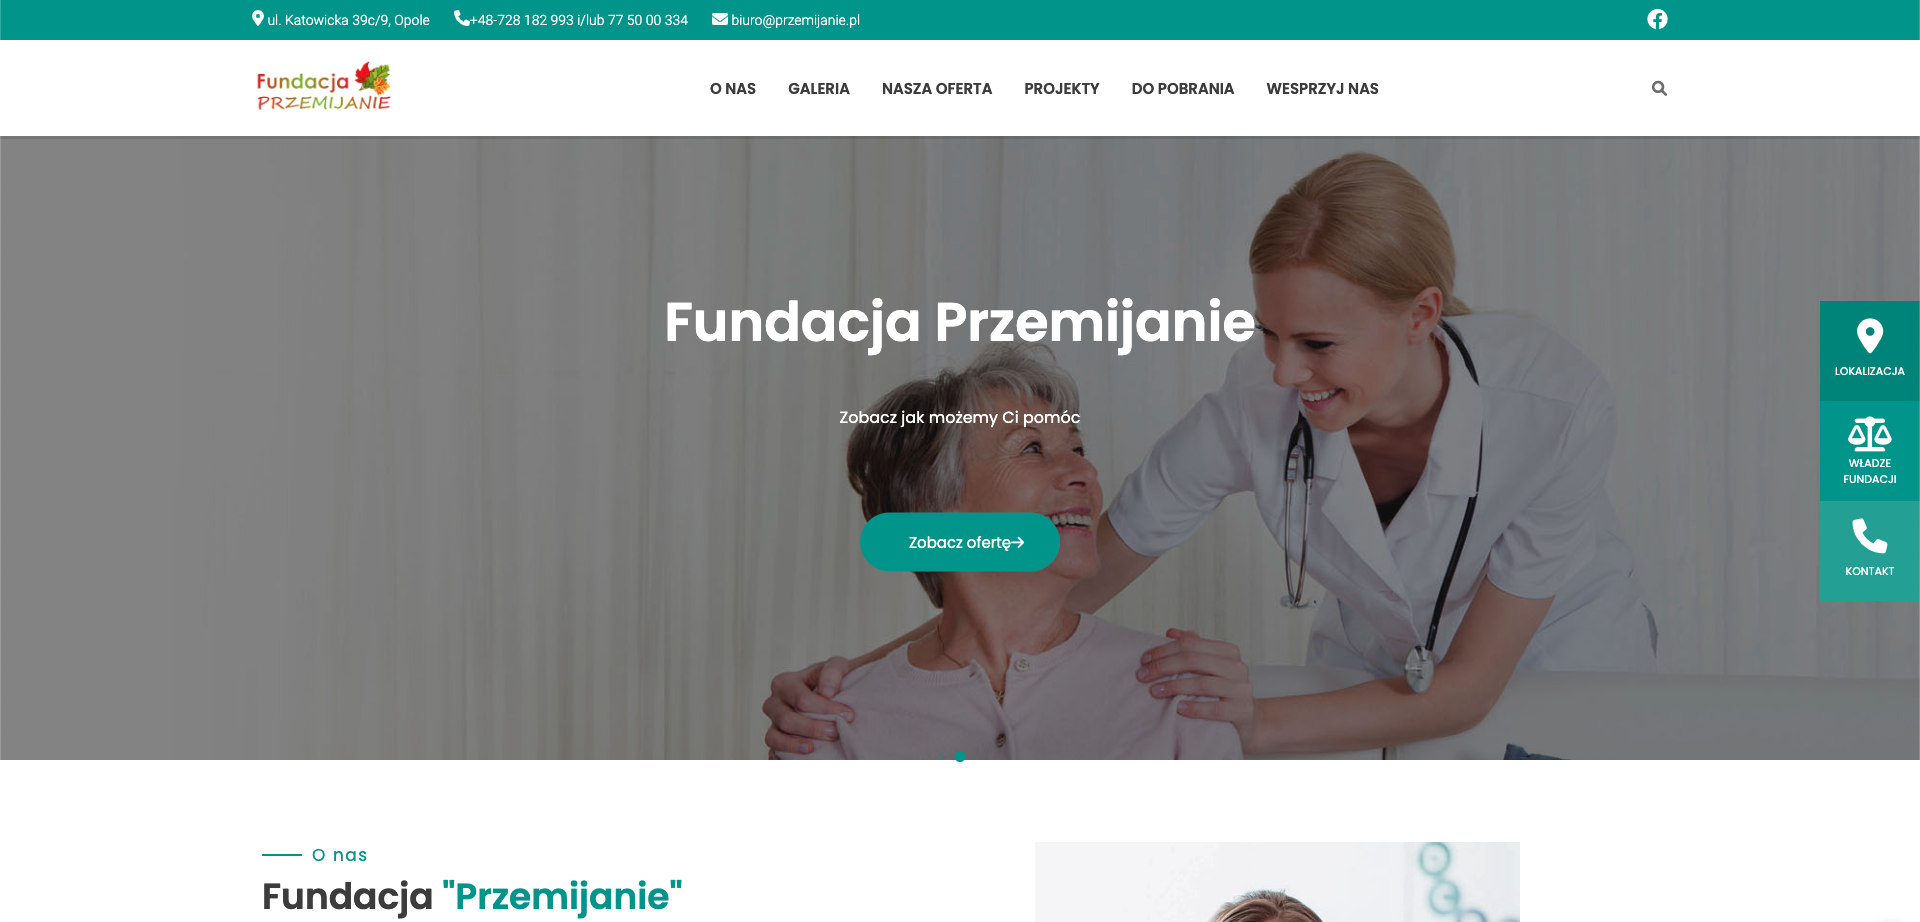 ul. Katowicka 39c/9, Opole
+48-728 182 993 i/lub 77 50 00 334
biuro@przemijanie.pl
Fundacja
PRZEMIJANIE
O NAS
GALERIA
NASZA OFERTA
PROJEKTY
DO POBRANIA
WESPRZYJ NAS
Fundacja Przemijanie
Zobacz jak możemy Ci pomóc
Zobacz ofertę
LOKALIZACJA
WŁADZE
FUNDACJI
KONTAKT
O nas
Fundacja "Przemijanie"